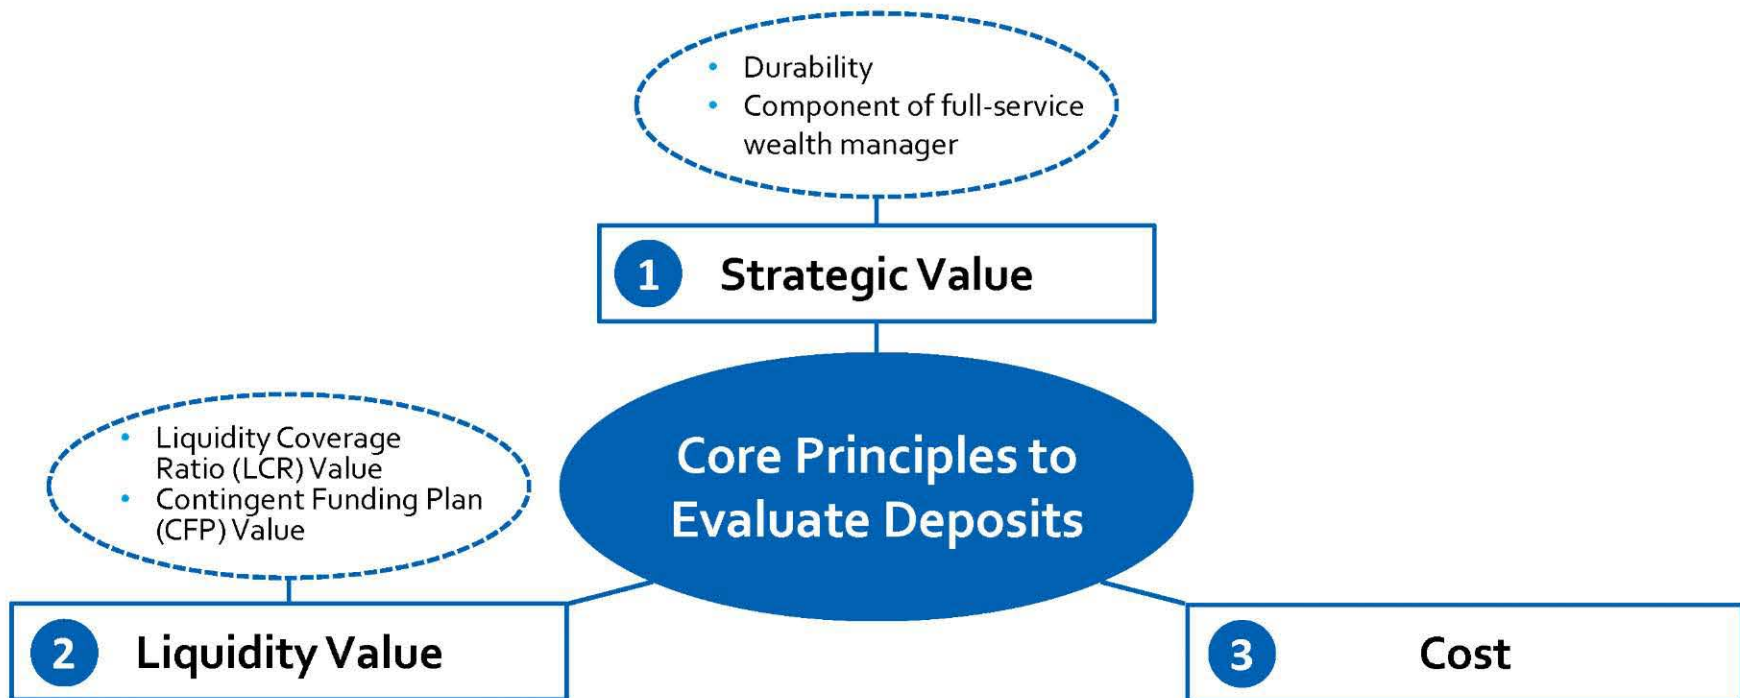 • Durability
• Component of full-service
wealth manager
1 Strategic Value
Core Principles to
Evaluate Deposits
• Liquidity Coverage
Ratio (LCR) Value
• Contingent Funding Plan
(CFP) Value
2 Liquidity Value
3 Cost